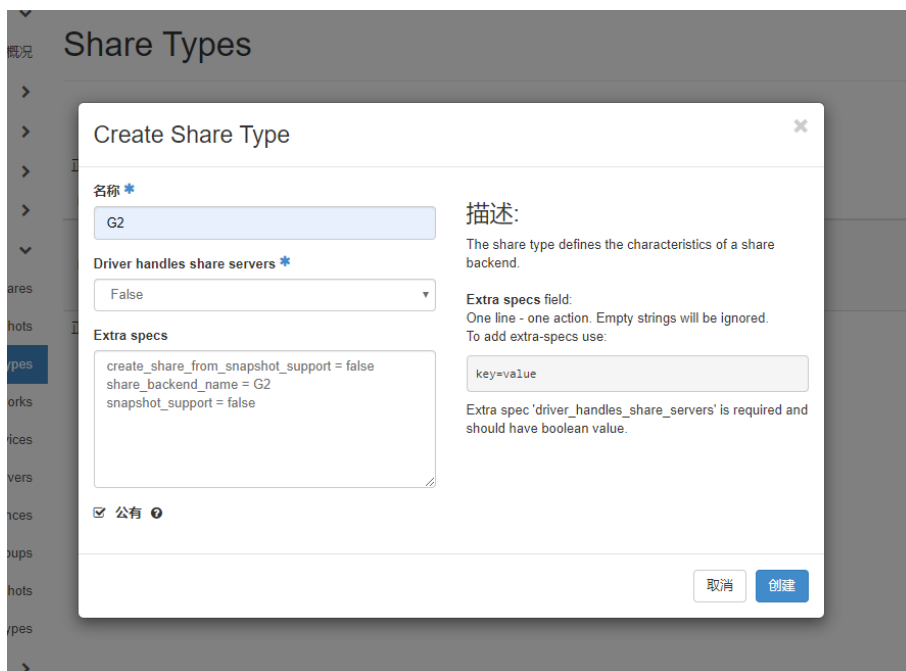 概况
Share Types
Create Share Type
名称 *
G2
Driver handles share servers *
False
Extra specs
create_share_from_snapshot_support = false
share_backend_name = G2
snapshot_support = false
公有
描述:
The share type defines the characteristics of a share
backend.
Extra specs field:
One line - one action. Empty strings will be ignored.
To add extra-specs use:
key=value
Extra spec 'driver_handles_share_servers' is required and
should have boolean value.
取消
创建
ares
hots
ypes
orks
vices
vers
nces
oups
hots
ypes